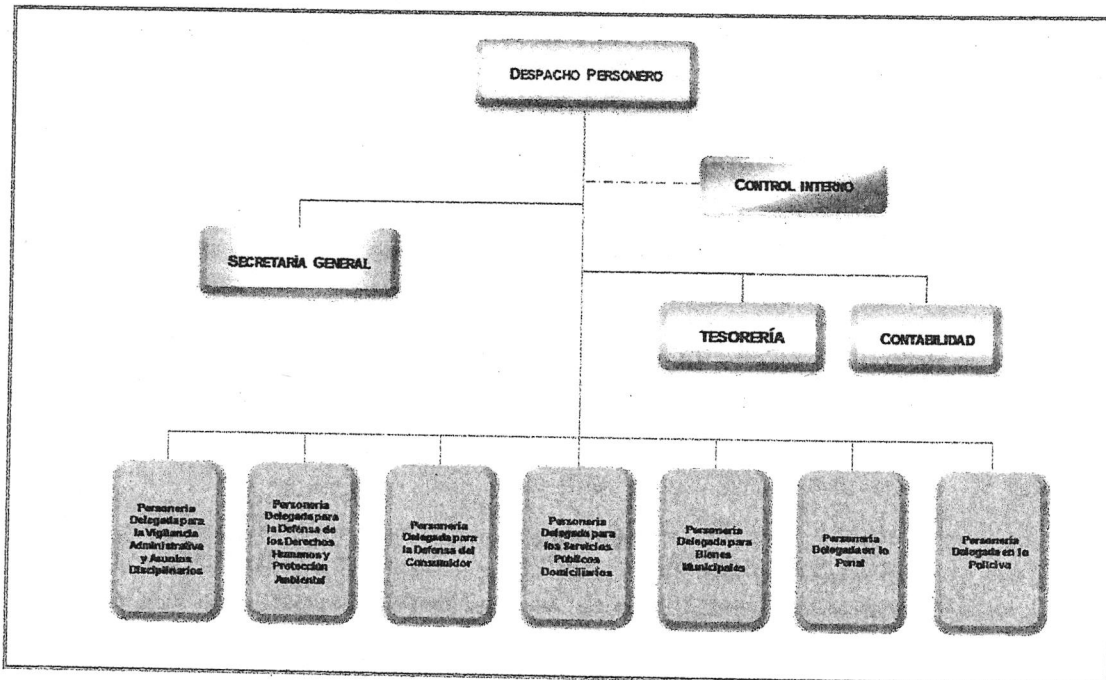 DESPACHO PERSONERO
CONTROL INTERNO
SECRETARÍA GENERAL
TESORERÍA
CONTABILIDAD
Personería
Delegada para
la Vigilancia
Administrativa
y Asuntos
Disciplinarios
Personería
Delegada para
la Defensa de
los Derechos
Humanos y
Protección
Ambiental
Personería
Delegada para
la Defensa del
Consumidor
Personería
Delegada para
los Servicios
Públicos
Domiciliarios
Personería
Delegada para
Bienes
Municipales
Personería
Delegada en lo
Penal
Personería
Delegada en lo
Policivo